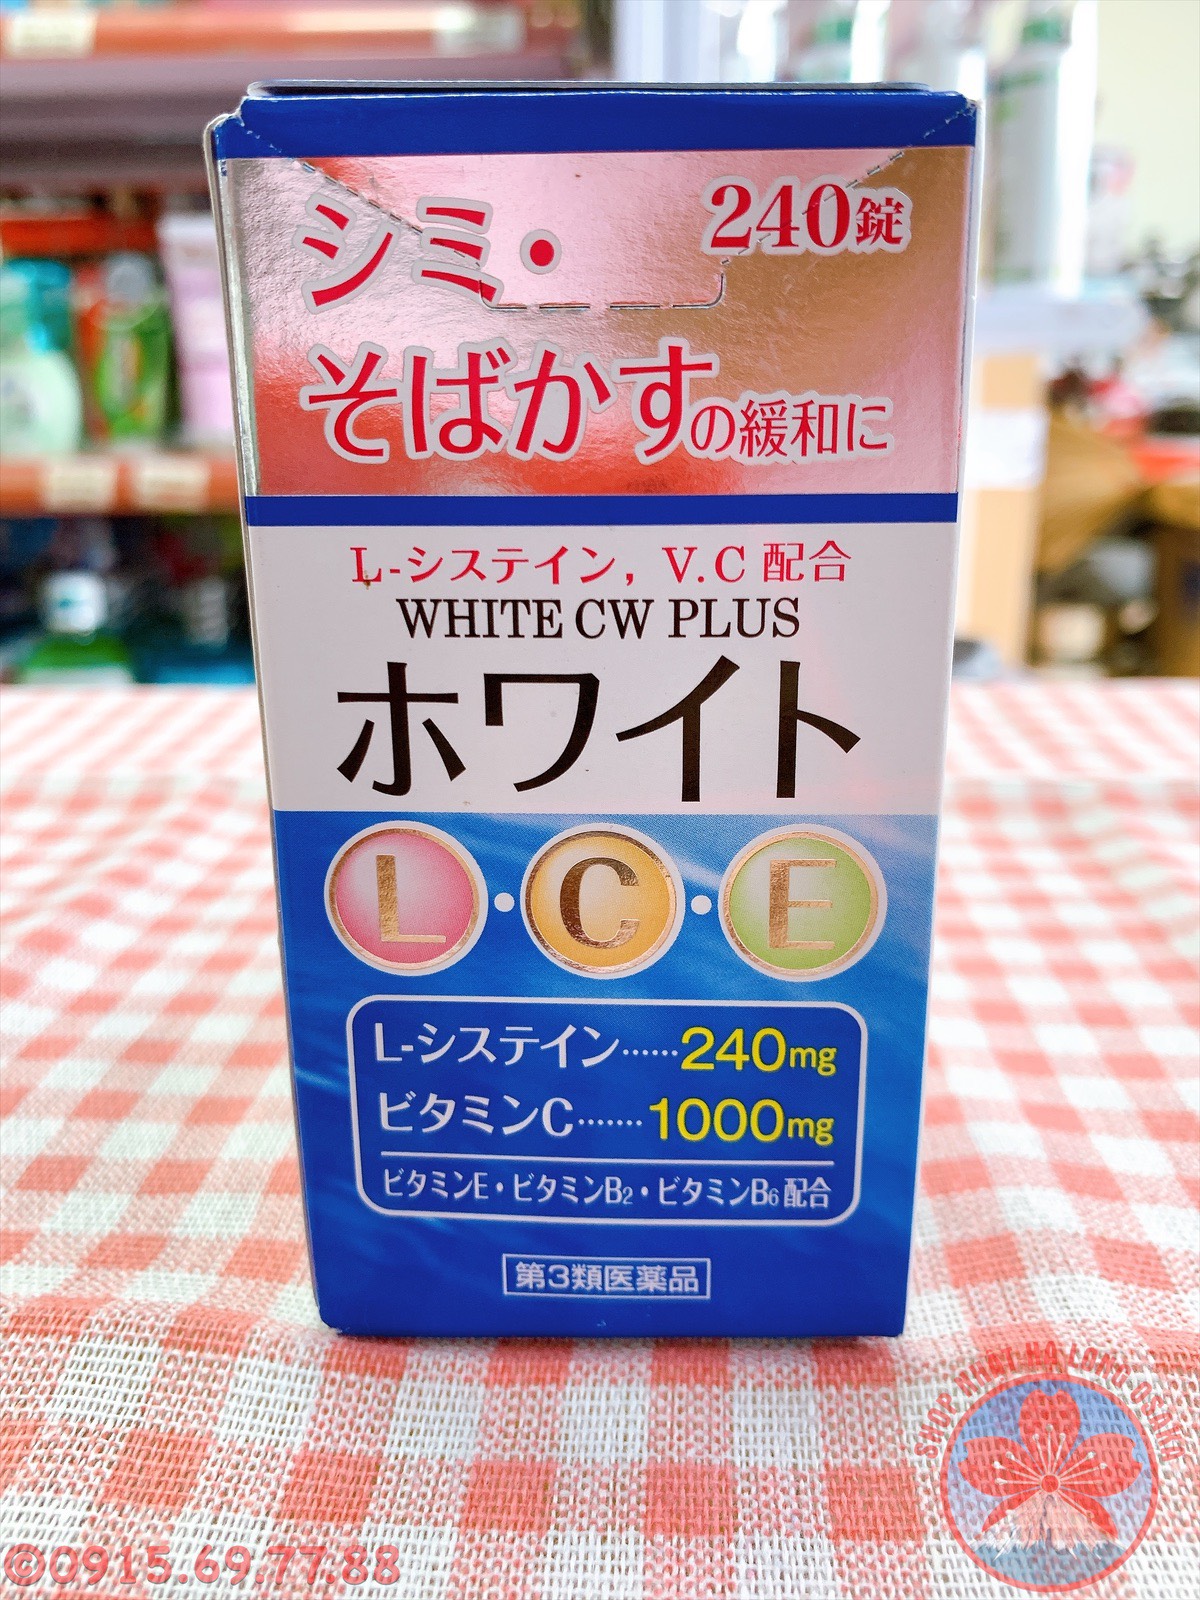 シミ・
240錠
そばかすの緩和に
L-システイン, V.C 配合
WHITE CW PLUS
ホワイト
L・C・E
L-システイン……240mg
ビタミンC……1000mg
ビタミンE・ビタミンB2・ビタミンB6配合
第3類医薬品
©0915.69.77.88